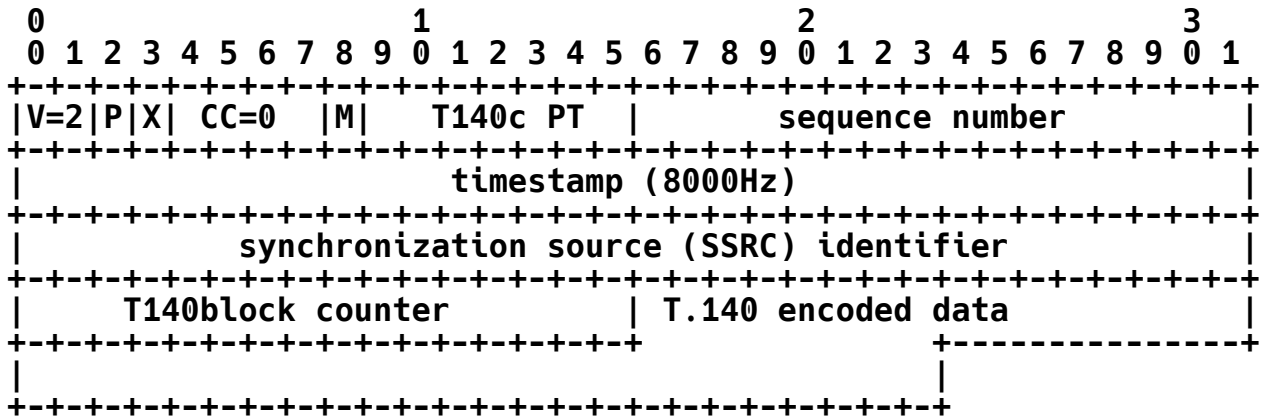 0                   1                   2                   3
 0 1 2 3 4 5 6 7 8 9 0 1 2 3 4 5 6 7 8 9 0 1 2 3 4 5 6 7 8 9 0 1
+-+-+-+-+-+-+-+-+-+-+-+-+-+-+-+-+-+-+-+-+-+-+-+-+-+-+-+-+-+-+-+-+
|V=2|P|X| CC=0  |M|   T140c PT  |       sequence number         |
+-+-+-+-+-+-+-+-+-+-+-+-+-+-+-+-+-+-+-+-+-+-+-+-+-+-+-+-+-+-+-+-+
|                      timestamp (8000Hz)                       |
+-+-+-+-+-+-+-+-+-+-+-+-+-+-+-+-+-+-+-+-+-+-+-+-+-+-+-+-+-+-+-+-+
|           synchronization source (SSRC) identifier            |
+-+-+-+-+-+-+-+-+-+-+-+-+-+-+-+-+-+-+-+-+-+-+-+-+-+-+-+-+-+-+-+-+
|     T140block counter         | T.140 encoded data            |
+-+-+-+-+-+-+-+-+-+-+-+-+-+-+-+-+               +---------------+
|                                               |
+-+-+-+-+-+-+-+-+-+-+-+-+-+-+-+-+-+-+-+-+-+-+-+-+